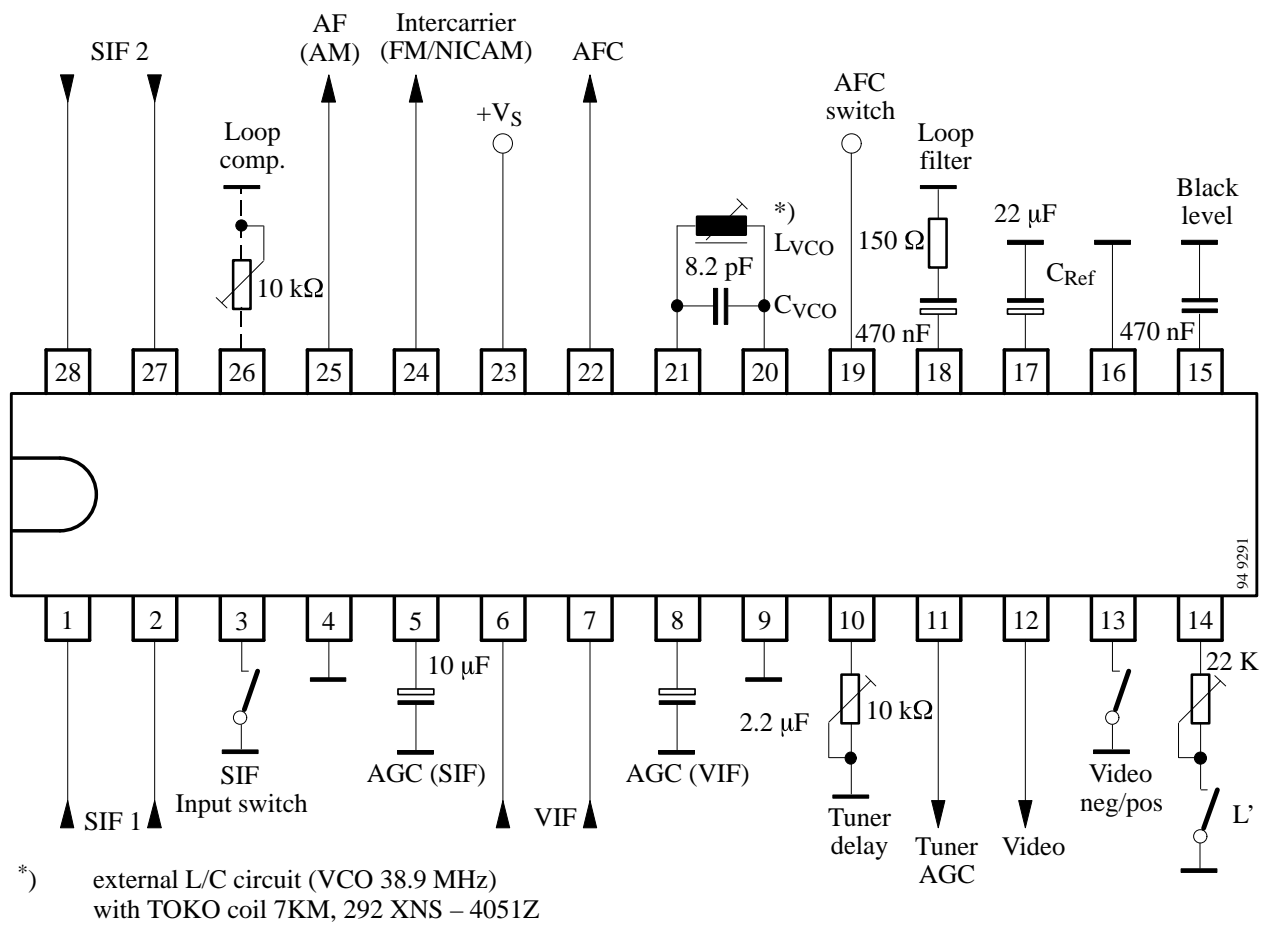 SIF 2
AF
(AM)
Intercarrier
(FM/NICAM)
AFC
+VS
AFC
switch
Loop
comp.
Loop
filter
Black
level
*)
LVCO
8.2 pF
CVCO
150 Ω
22 μF
CRef
10 kΩ
470 nF
470 nF
28 27 26 25 24 23 22 21 20 19 18 17 16 15
94 9291
1 2 3 4 5 6 7 8 9 10 11 12 13 14
10 μF
2.2 μF
10 kΩ
22 K
SIF
Input switch
AGC (SIF)
AGC (VIF)
Video
neg/pos
SIF 1
VIF
Tuner
delay
Tuner
AGC
Video
L’
*) external L/C circuit (VCO 38.9 MHz)
with TOKO coil 7KM, 292 XNS – 4051Z